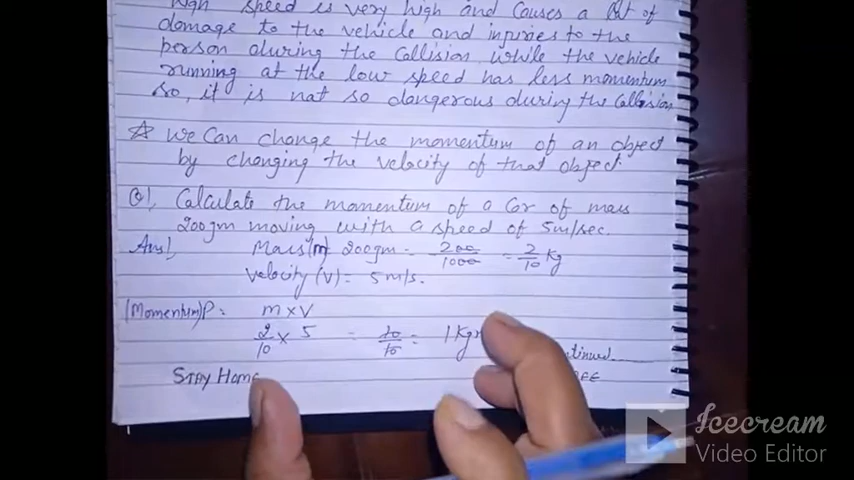 high speed is very high and causes a lot of
damage to the vehicle and injuries to the
person during the collision while the vehicle
running at the low speed has less momentum
so, it is not so dangerous during the collision
☆ we can change the momentum of an object
by changing the velocity of that object.
Q1, Calculate the momentum of a Car of mass
200gm moving with a speed of 5m/sec.
Ans) Mass(m) 200gm = 200/1000 = 2/10 Kg
velocity (v) = 5m/s.
(Momentum)P = m×v
2/10 × 5 = 10/10 = 1 Kg
tinued
STAY Home
Icecream
Video Editor